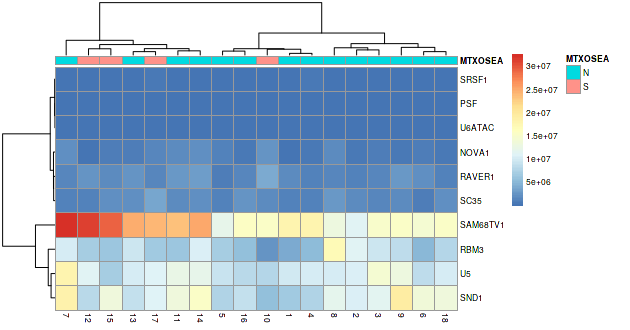 MTXOSEA
SRSF1
PSF
U6ATAC
NOVA1
RAVER1
SC35
SAM68TV1
RBM3
U5
SND1
7 12 15 13 17 11 14 5 16 10 1 4 8 2 3 9 6 18
3e+07
2.5e+07
2e+07
1.5e+07
1e+07
5e+06
MTXOSEA
N
S